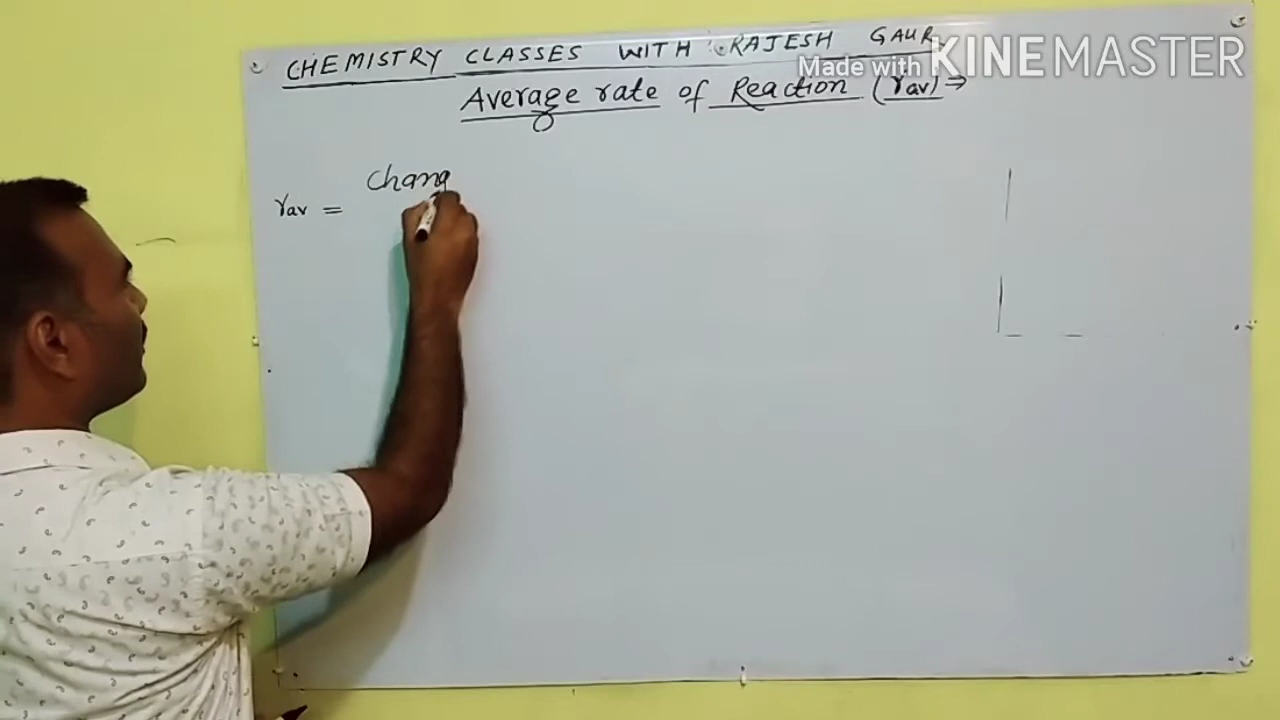 CHEMISTRY CLASSES WITH RAJESH GAUR
Made with KINEMASTER
Average rate of Reaction (rav) →
Chang
rav =